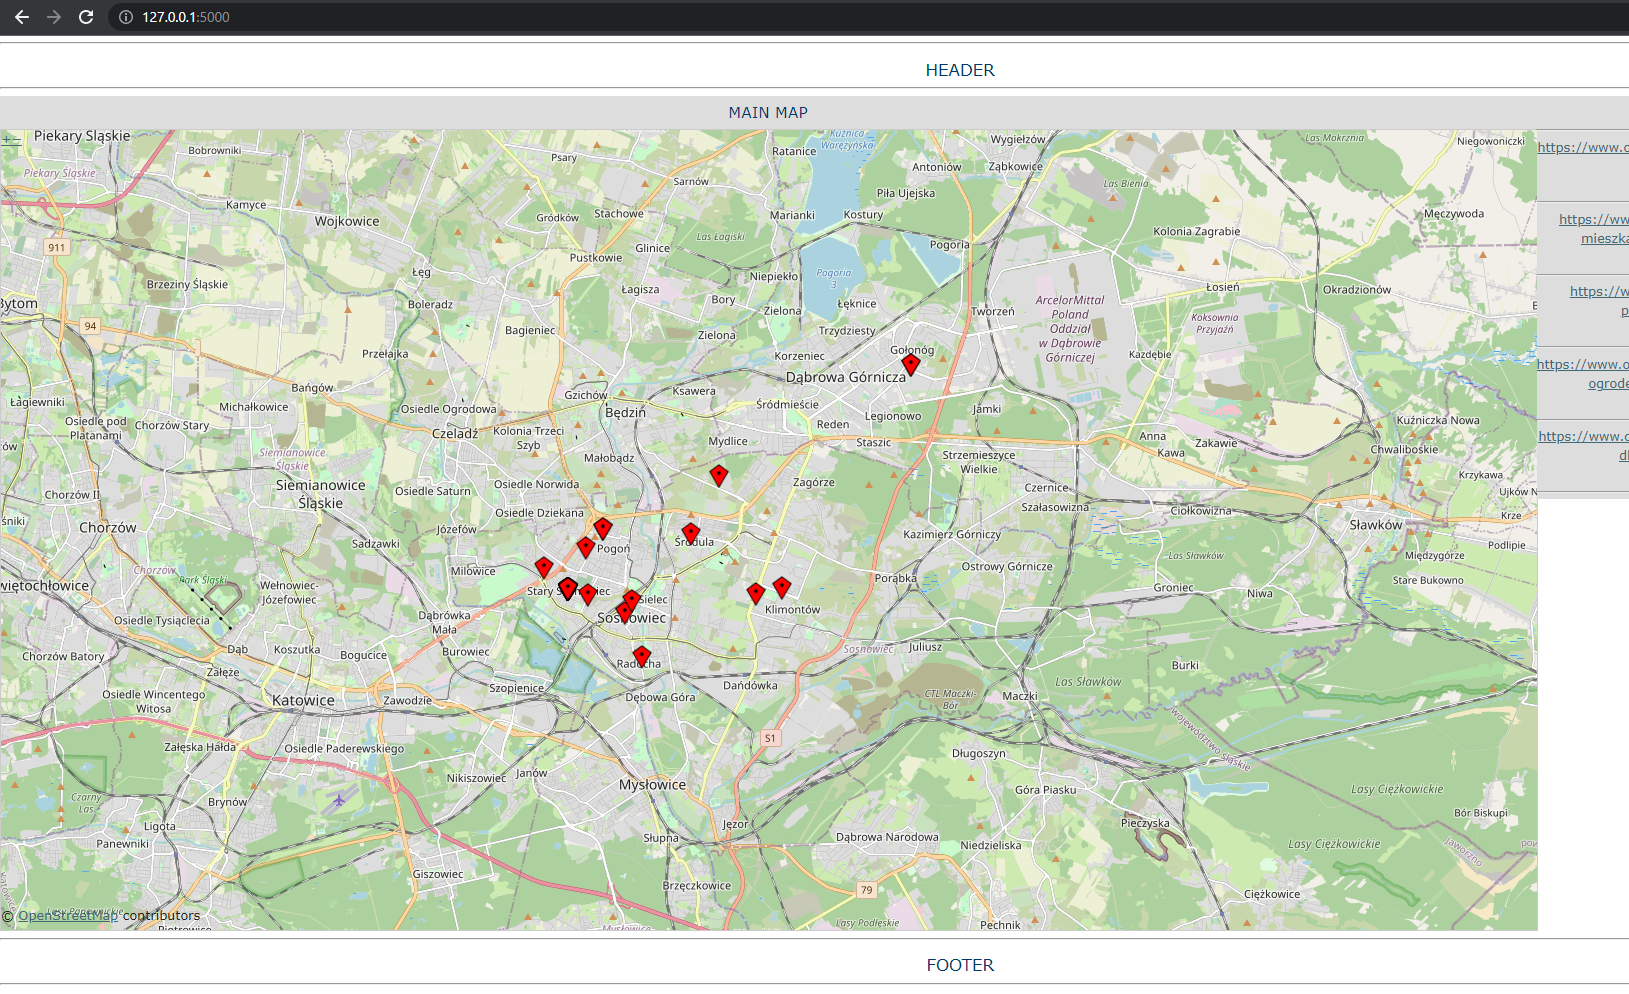 127.0.0.1:5000
HEADER
MAIN MAP
+ −
Piekary Śląskie
Bobrowniki
Psary
Ratanice
Kuźnica
Warężyńska
Wygiełzów
Las Mokrznia
Niegowoniczki
https://www.o
Piekary Śląskie
Sarnów
Antoniów
Ząbkowice
Las Bienia
Kamyce
Wojkowice
Gródków
Stachowe
Marianki
Piła Ujejska
Kostury
Męczywoda
https://ww
mieszka
911
Las Łagiski
Kolonia Zagrabie
Glinice
Pogoria
Pustkowie
Łęg
Niepiekło
Pogoria
3
Brzeziny Śląskie
Łagisza
Łosień
Okradzionów
https://w
p
Bytom
Boleradz
Bory
Zielona
Łęknice
Tworzeń
ArcelorMittal
Poland
Oddział
w Dąbrowie
Górniczej
Koksownia
Przyjaźń
94
Bagieniec
Zielona
Trzydziesty
Przełajka
Korzeniec
Gołonóg
Kazdębie
https://www.o
ogrode
Bańgów
Gzichów
Ksawera
Dąbrowa Górnicza
Łagiewniki
Michałkowice
Osiedle Ogrodowa
Będzin
Śródmieście
Legionowo
Jamki
Osiedle pod
Platanami
Chorzów Stary
Czeladź
Kolonia Trzeci
Szyb
Reden
Kuźniczka Nowa
Mydlice
Staszic
Anna
Kawa
Zakawie
Chwaliboskie
https://www.o
dl
Siemianowice
Śląskie
Małobądz
Strzemieszyce
Wielkie
Siemianowice
Śląskie
Osiedle Saturn
Osiedle Norwida
Zagórze
Czernice
Krzykawa
Chorzów II
Osiedle Dziekana
Szałasowizna
Ciołkowizna
Ujków N
Krze
Chorzów
Józefów
Sławków
Sadzawki
Pogoń
Środula
Kazimierz Górniczy
Podlipie
Chorzów
Park Śląski
Milowice
Las Sławków
Międzygórze
Ostrowy Górnicze
Porąbka
Stare Bukowno
więtochłowice
Wełnowiec-
Józefowiec
Groniec
Niwa
Sielec
Klimontów
Osiedle Tysiąclecia
Dąbrówka
Mała
Sosnowiec
Dąb
Koszutka
Bogucice
Burowiec
Sosnowiec
Juliusz
Chorzów Batory
Załęże
Radocha
Burki
Osiedle Wincentego
Witosa
Katowice
Zawodzie
Szopienice
Dębowa Góra
Dańdówka
CTL Maczki-
Bór
Maczki
Las Sławków
województwo śląskie
S1
Załęska Hałda
Osiedle Paderewskiego
Długoszyn
Nikiszowiec
Janów
Mysłowice
Góra Piasku
Lasy Ciężkowickie
Czarny
Las
Brynów
Bór Biskupi
Ligota
Jęzor
Pieczyska
Panewniki
Słupna
Dąbrowa Narodowa
Niedzieliska
Lasy Ciężkowickie
Jaworzno
Giszowiec
Brzęczkowice
79
Ciężkowice
© OpenStreetMap contributors
Lasy Panewnickie
Piotrowice
Mysłowice
Lasy Podłęskie
Pechnik
FOOTER